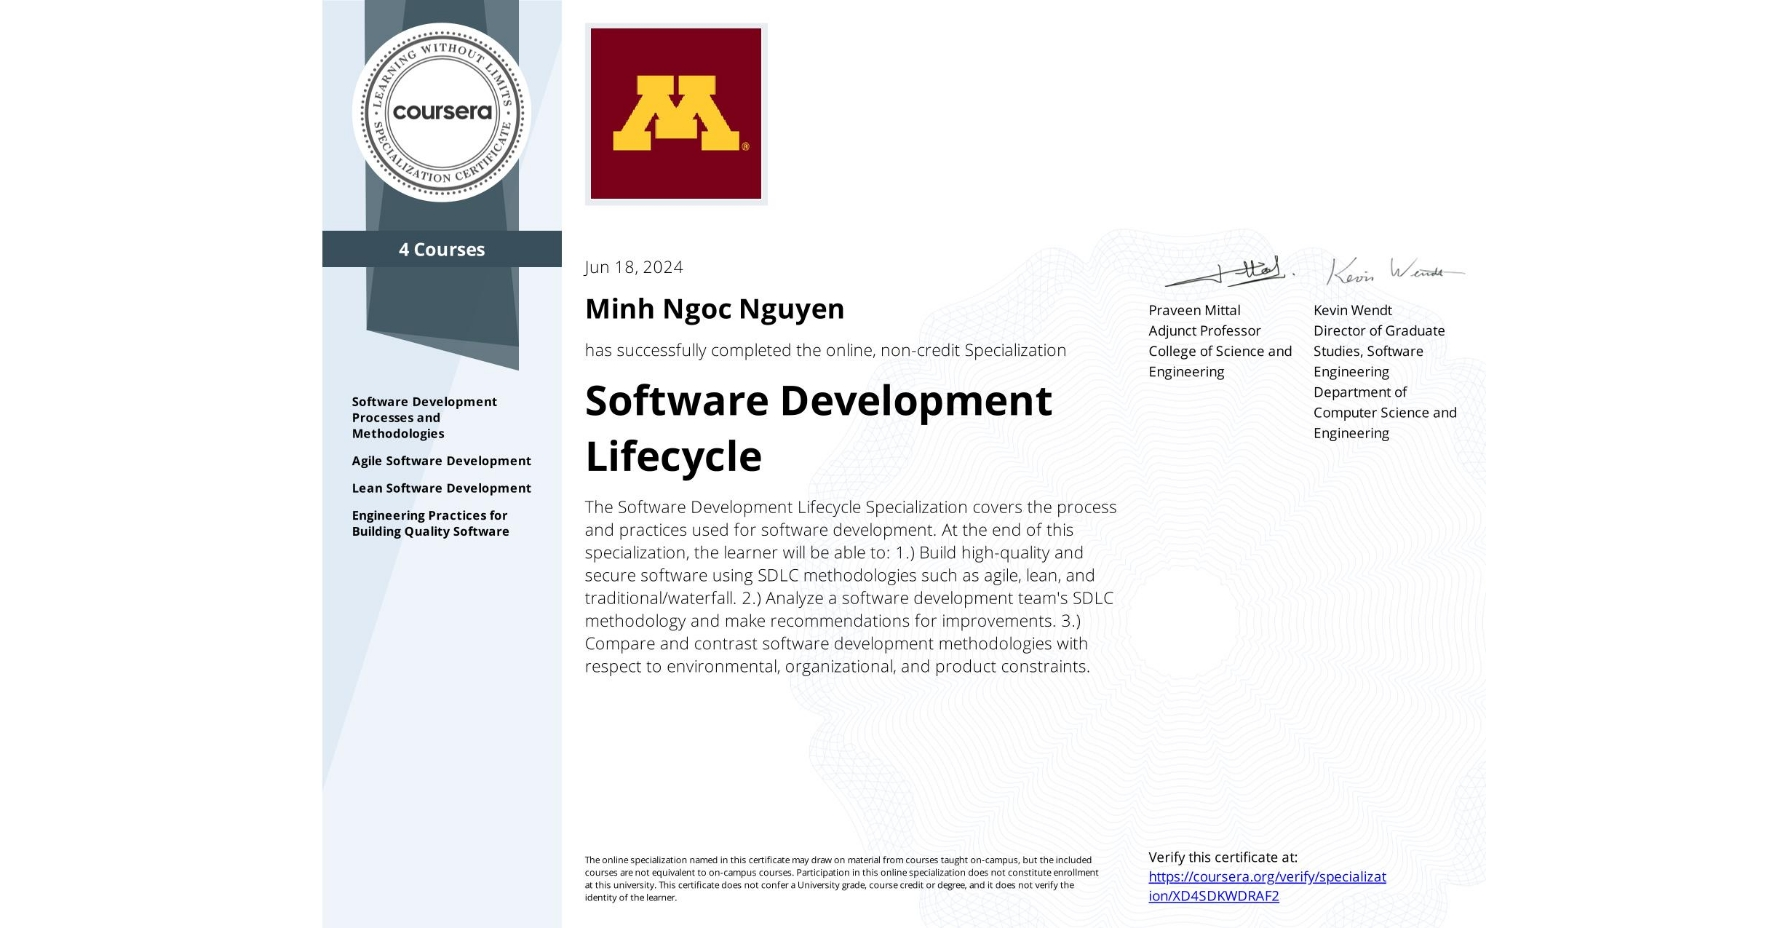 LEARNING WITHOUT LIMITS
coursera
SPECIALIZATION CERTIFICATE
4 Courses
Software Development
Processes and
Methodologies
Agile Software Development
Lean Software Development
Engineering Practices for
Building Quality Software
M
®
Jun 18, 2024
Minh Ngoc Nguyen
has successfully completed the online, non-credit Specialization
Software Development
Lifecycle
The Software Development Lifecycle Specialization covers the process
and practices used for software development. At the end of this
specialization, the learner will be able to: 1.) Build high-quality and
secure software using SDLC methodologies such as agile, lean, and
traditional/waterfall. 2.) Analyze a software development team's SDLC
methodology and make recommendations for improvements. 3.)
Compare and contrast software development methodologies with
respect to environmental, organizational, and product constraints.
The online specialization named in this certificate may draw on material from courses taught on-campus, but the included
courses are not equivalent to on-campus courses. Participation in this online specialization does not constitute enrollment
at this university. This certificate does not confer a University grade, course credit or degree, and it does not verify the
identity of the learner.
Praveen Mittal
Adjunct Professor
College of Science and
Engineering
Kevin Wendt
Kevin Wendt
Director of Graduate
Studies, Software
Engineering
Department of
Computer Science and
Engineering
Verify this certificate at:
https://coursera.org/verify/specializat
ion/XD4SDKWDRAF2